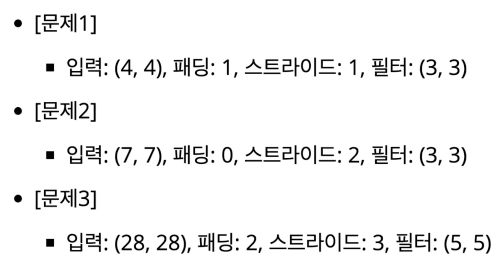 • [문제1]
▪ 입력: (4, 4), 패딩: 1, 스트라이드: 1, 필터: (3, 3)
• [문제2]
▪ 입력: (7, 7), 패딩: 0, 스트라이드: 2, 필터: (3, 3)
• [문제3]
▪ 입력: (28, 28), 패딩: 2, 스트라이드: 3, 필터: (5, 5)